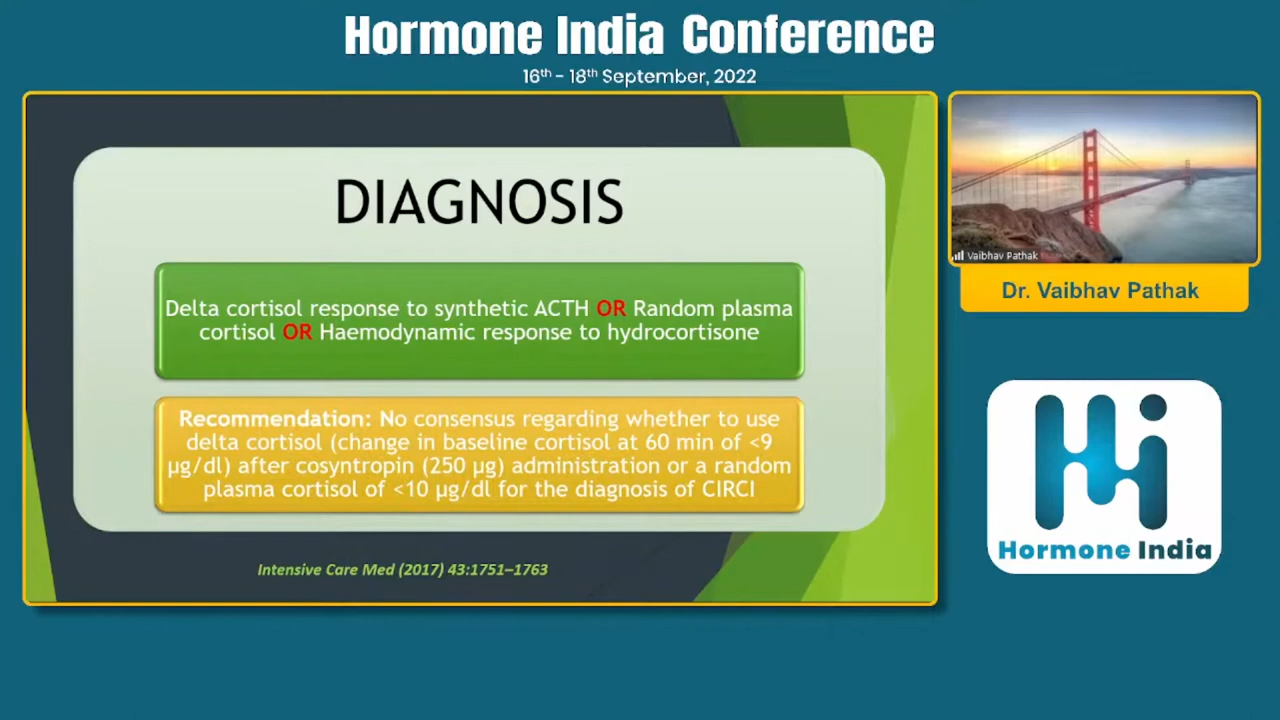 Hormone India Conference
16th - 18th September, 2022
DIAGNOSIS
Delta cortisol response to synthetic ACTH OR Random plasma
cortisol OR Haemodynamic response to hydrocortisone
Recommendation: No consensus regarding whether to use
delta cortisol (change in baseline cortisol at 60 min of <9
µg/dl) after cosyntropin (250 µg) administration or a random
plasma cortisol of <10 µg/dl for the diagnosis of CIRCI
Intensive Care Med (2017) 43:1751–1763
Vaibhav Pathak
Dr. Vaibhav Pathak
Hi
Hormone India